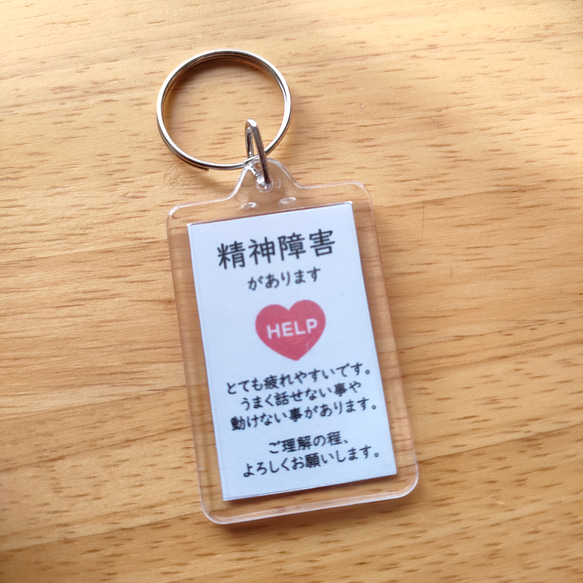 精神障害
があります
HELP
とても疲れやすいです。
うまく話せない事や
動けない事があります。
ご理解の程、
よろしくお願いします。